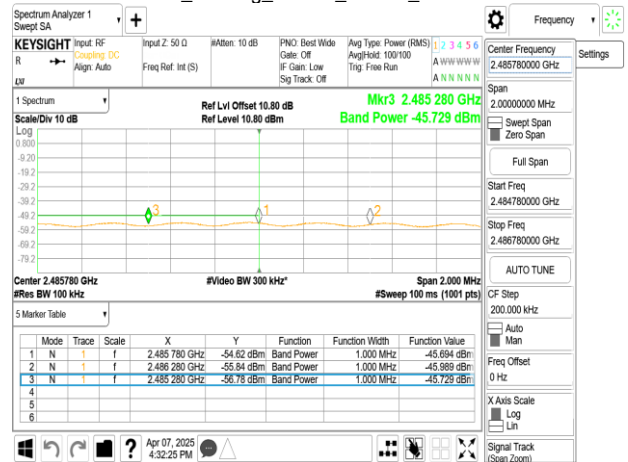 Spectrum Analyzer 1
Swept SA
Frequency
KEYSIGHT
R
Input: RF
Coupling: DC
Align: Auto
Input Z: 50 Ω
Freq Ref: Int (S)
#Atten: 10 dB
PNO: Best Wide
Gate: Off
IF Gain: Low
Sig Track: Off
Avg Type: Power (RMS)
Avg|Hold: 100/100
Trig: Free Run
1 2 3 4 5 6
A W W W W W
A N N N N N
Settings
Center Frequency
2.485780000 GHz
Span
2.00000000 MHz
Swept Span
Zero Span
Full Span
Start Freq
2.484780000 GHz
Stop Freq
2.486780000 GHz
AUTO TUNE
CF Step
200.000 kHz
Auto
Man
Freq Offset
0 Hz
X Axis Scale
Log
Lin
Signal Track
(Span Zoom)
1 Spectrum
Scale/Div 10 dB
Ref Lvl Offset 10.80 dB
Ref Level 10.80 dBm
Mkr3 2.485 280 GHz
Band Power -45.729 dBm
Log
0.800
-9.20
-19.2
-29.2
-39.2
-49.2
-59.2
-69.2
-79.2
3
1
2
Center 2.485780 GHz
#Video BW 300 kHz*
Span 2.000 MHz
#Res BW 100 kHz
#Sweep 100 ms (1001 pts)
5 Marker Table
Mode Trace Scale X Y Function Function Width Function Value
1 N 1 f 2.485 780 GHz -54.62 dBm Band Power 1.000 MHz -45.694 dBm
2 N 1 f 2.486 280 GHz -55.84 dBm Band Power 1.000 MHz -45.989 dBm
3 N 1 f 2.485 280 GHz -56.78 dBm Band Power 1.000 MHz -45.729 dBm
4
5
6
?
Apr 07, 2025
4:32:25 PM